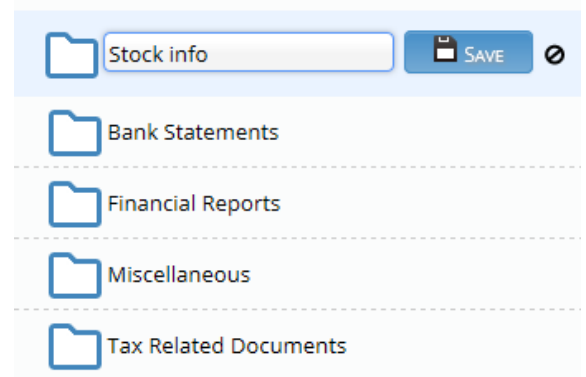 Stock info
SAVE
Bank Statements
Financial Reports
Miscellaneous
Tax Related Documents